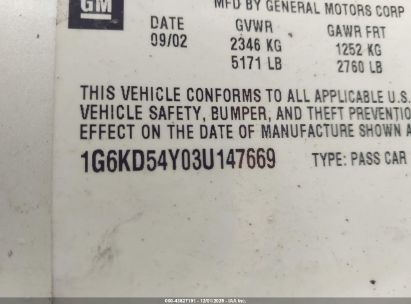 GM
MFD BY GENERAL MOTORS CORP
DATE GVWR GAWR FRT
09/02 2346 KG 1252 KG
5171 LB 2760 LB
THIS VEHICLE CONFORMS TO ALL APPLICABLE U.S.
VEHICLE SAFETY, BUMPER, AND THEFT PREVENTIO
EFFECT ON THE DATE OF MANUFACTURE SHOWN A
1G6KD54Y03U147669 TYPE: PASS CAR